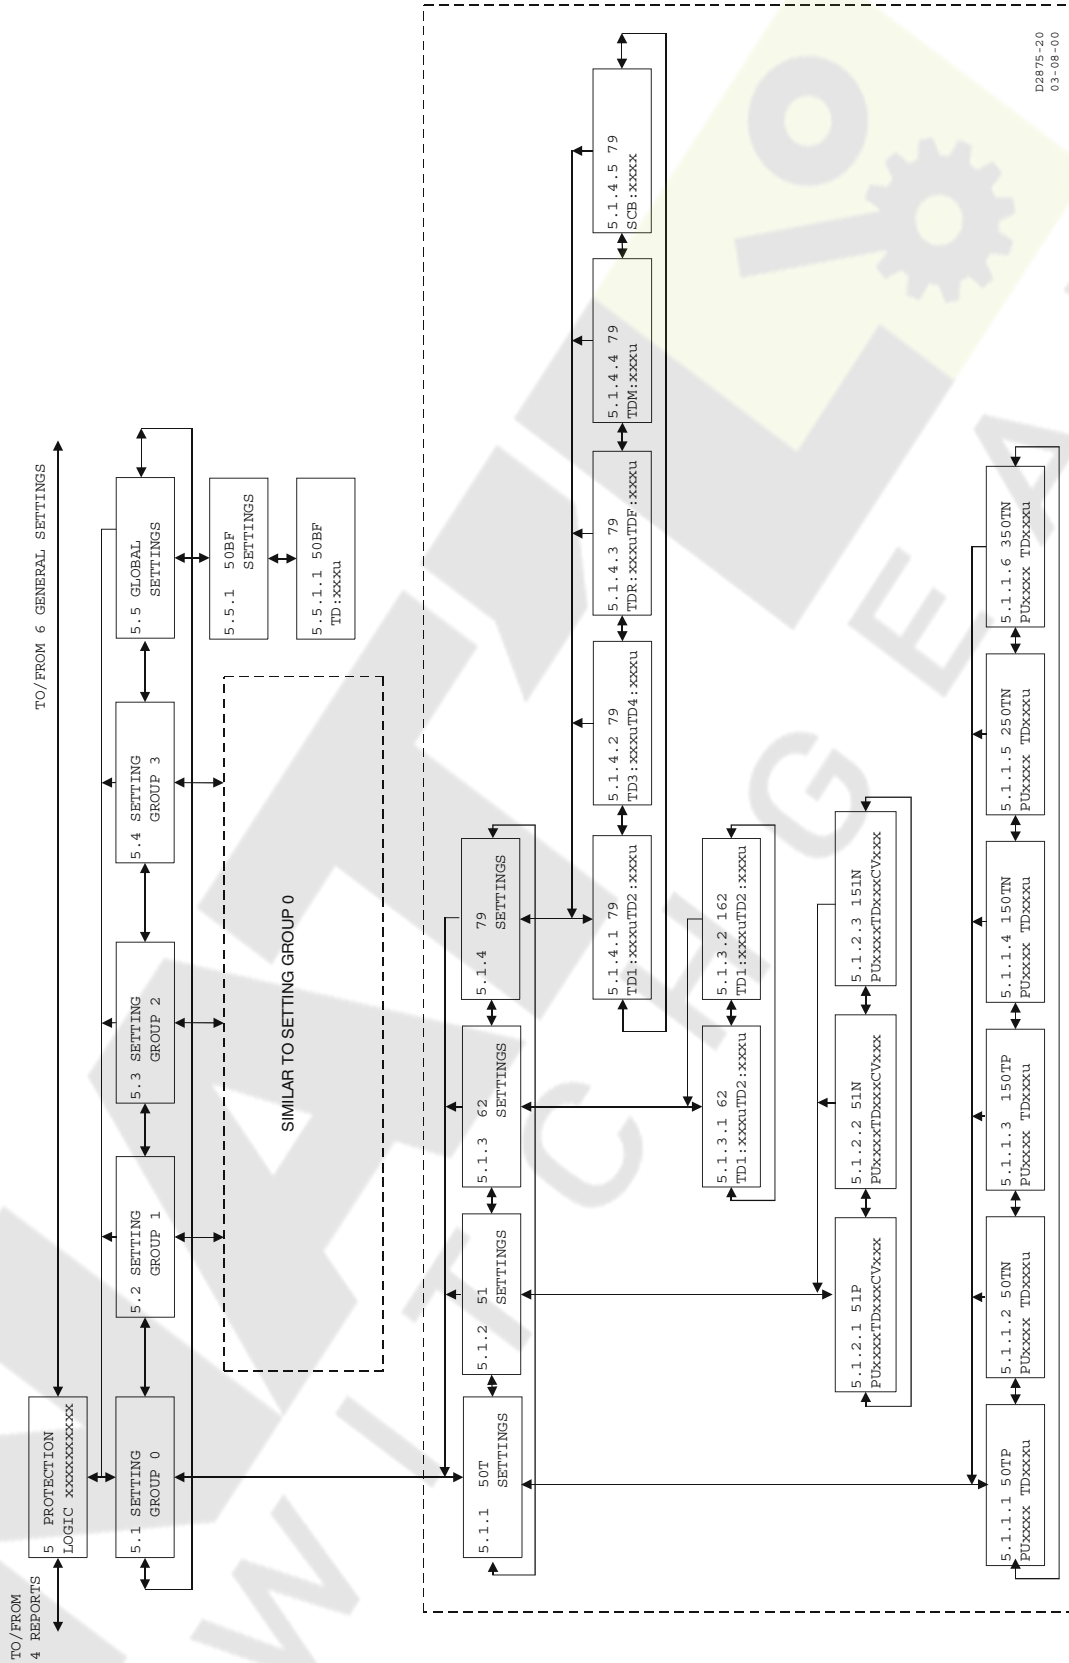 TO/FROM
4 REPORTS
5 PROTECTION
LOGIC xxxxxxxxxx
TO/FROM 6 GENERAL SETTINGS
5.1 SETTING
GROUP 0
5.2 SETTING
GROUP 1
5.3 SETTING
GROUP 2
5.4 SETTING
GROUP 3
5.5 GLOBAL
SETTINGS
5.5.1 50BF
SETTINGS
5.5.1.1 50BF
TD:xxxu
SIMILAR TO SETTING GROUP 0
5.1.1 50T
SETTINGS
5.1.2 51
SETTINGS
5.1.3 62
SETTINGS
5.1.4 79
SETTINGS
5.1.4.1 79
TD1:xxxuTD2:xxxu
5.1.4.2 79
TD3:xxxuTD4:xxxu
5.1.4.3 79
TDR:xxxuTDF:xxxu
5.1.4.4 79
TDM:xxxu
5.1.4.5 79
SCB:xxxx
5.1.3.1 62
TD1:xxxuTD2:xxxu
5.1.3.2 162
TD1:xxxuTD2:xxxu
5.1.2.1 51P
PUxxxxTDxxxCVxxx
5.1.2.2 51N
PUxxxxTDxxxCVxxx
5.1.2.3 151N
PUxxxxTDxxxCVxxx
5.1.1.1 50TP
PUxxxx TDxxxxu
5.1.1.2 50TN
PUxxxx TDxxxxu
5.1.1.3 150TP
PUxxxx TDxxxxu
5.1.1.4 150TN
PUxxxx TDxxxxu
5.1.1.5 250TN
PUxxxx TDxxxxu
5.1.1.6 350TN
PUxxxx TDxxxxu
D2875-20
03-08-00